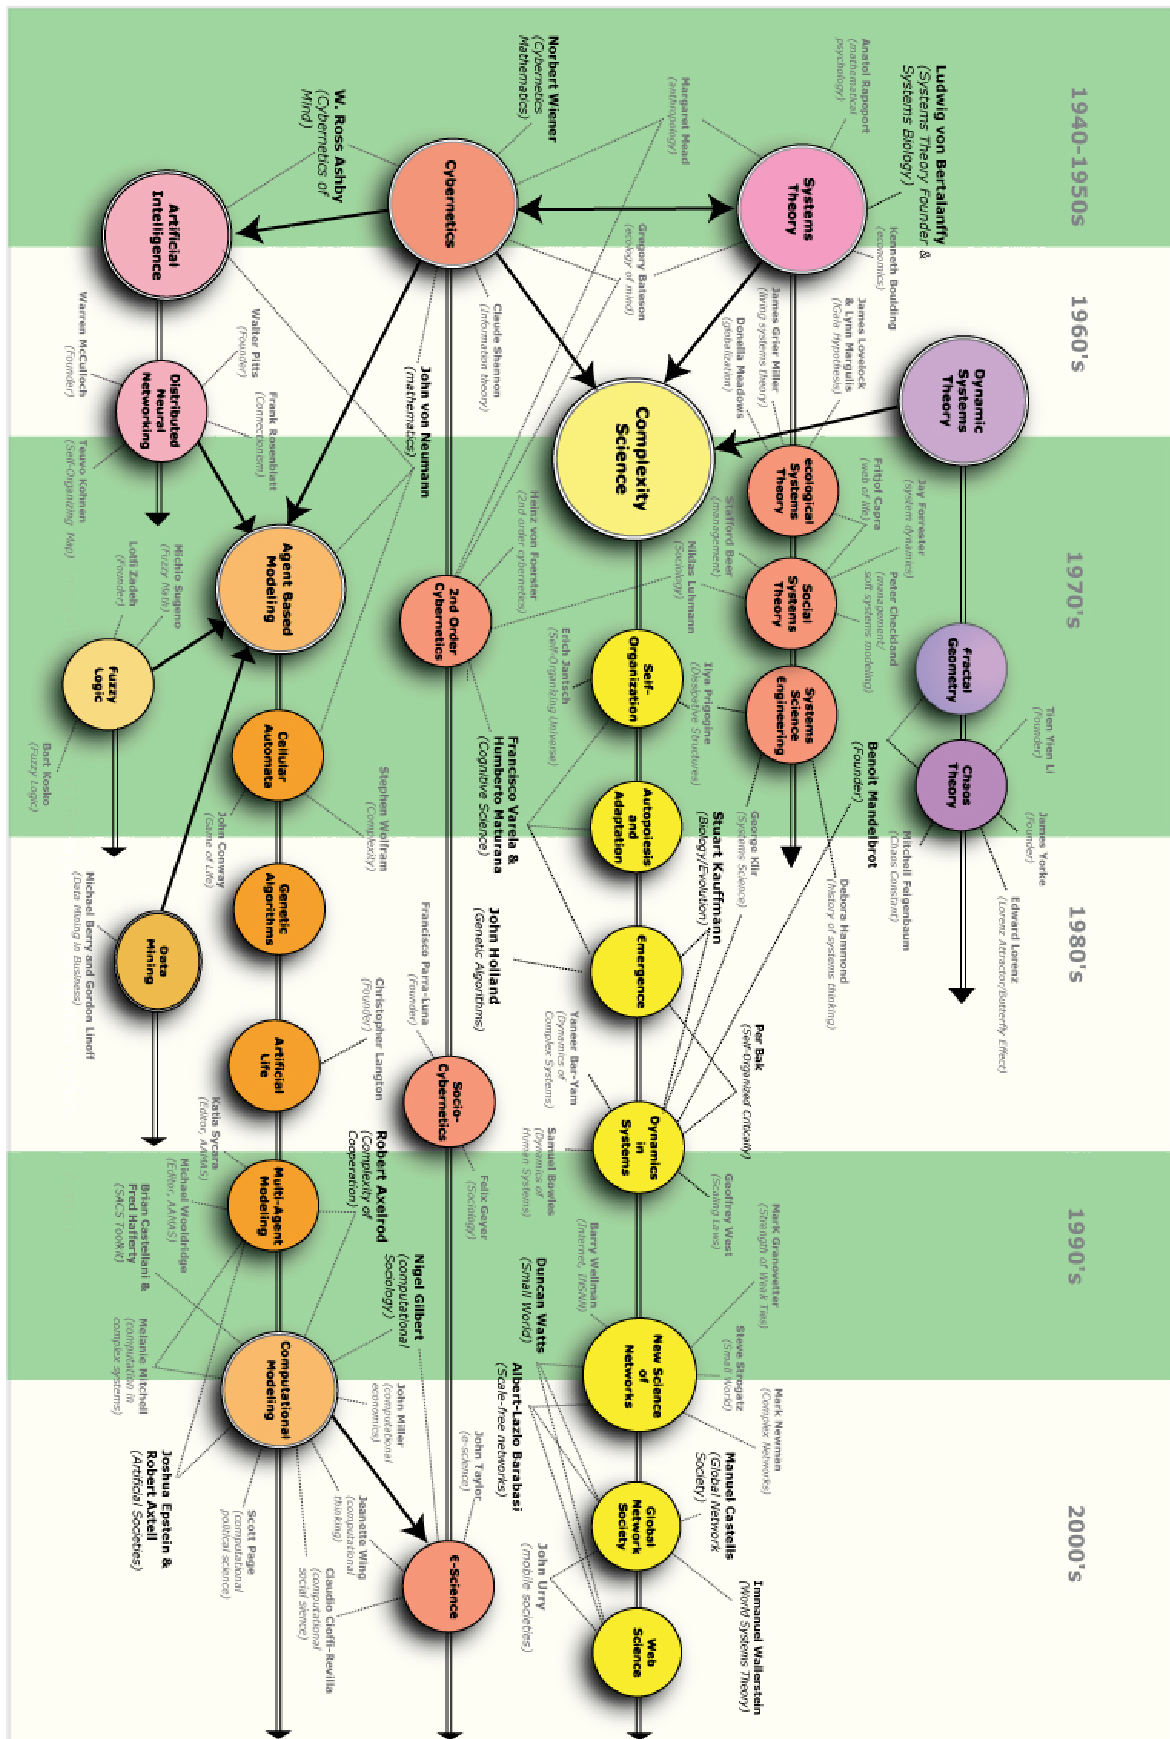 1940-1950s
1960's
1970's
1980's
1990's
2000's
Ludwig von Bertalanffy
(Systems Theory Founder &
Systems Biology)
Anatol Rapoport
(mathematical
psychology)
Kenneth Boulding
(economics)
Systems
Theory
Margaret Mead
(anthropology)
Gregory Bateson
(ecology of mind)
Norbert Wiener
(Cybernetics
Mathematics)
Cybernetics
W. Ross Ashby
(Cybernetics of
Mind)
Artificial
Intelligence
Dynamic
Systems
Theory
James Lovelock
& Lynn Margulis
(Gaia Hypothesis)
James Grier Miller
(living systems theory)
Donella Meadows
(globalization)
Complexity
Science
Claude Shannon
(Information theory)
John von Neumann
(mathematics)
Walter Pitts
(Founder)
Warren McCulloch
(Founder)
Distributed
Neural
Networking
Frank Rosenblatt
(Connectionism)
Teuvo Kohnen
(Self-Organizing Map)
ecological
Systems
Theory
Fritjof Capra
(web of life)
Jay Forrester
(system dynamics)
Stafford Beer
(management)
Niklas Luhmann
(Sociology)
Social
Systems
Theory
Peter Checkland
(management/
soft systems modeling)
Systems
Science
Engineering
Fractal
Geometry
Chaos
Theory
Tien Yien Li
(Founder)
James Yorke
(Founder)
Edward Lorenz
(Lorenz Attractor/Butterfly Effect)
Mitchell Feigenbaum
(Chaos Constant)
Benoit Mandelbrot
(Founder)
Debora Hammond
(history of systems thinking)
George Klir
(Systems Science)
Ilya Prigogine
(Dissipative Structures)
Self-
Organization
Erich Jantsch
(Self-Organizing Universe)
Heinz von Foerster
(2nd order cybernetics)
2nd Order
Cybernetics
Agent Based
Modeling
Michio Sugeno
(Fuzzy Math)
Lotfi Zadeh
(Founder)
Fuzzy
Logic
Bart Kosko
(Fuzzy Logic)
Cellular
Automata
John Conway
(Game of Life)
Stephen Wolfram
(Complexity)
Francisco Varela &
Humberto Maturana
(Cognitive Science)
Autopoiesis
and
Adaptation
Stuart Kauffmann
(Biology/Evolution)
Emergence
John Holland
(Genetic Algorithms)
Genetic
Algorithms
Data
Mining
Michael Berry and Gordon Linoff
(Data Mining in Business)
Francisco Parra-Luna
(Founder)
Christopher Langton
(Founder)
Artificial
Life
Socio-
Cybernetics
Felix Geyer
(Sociology)
Per Bak
(Self-Organized Critically)
Yaneer Bar-Yam
(Dynamics of
Complex Systems)
Dynamics
in
Systems
Samuel Bowles
(Dynamics of
Human Systems)
Geoffrey West
(Scaling Laws)
Katia Sycara
(Editor, AAMAS)
Michael Wooldridge
(Editor, AAMAS)
Multi-Agent
Modeling
Robert Axelrod
(Complexity of
Cooperation)
Brian Castellani &
Fred Hafferty
(SACS Toolkit)
Melanie Mitchell
(computation in
complex systems)
Nigel Gilbert
(computational
Sociology)
Computational
Modeling
Joshua Epstein &
Robert Axtell
(Artificial Societies)
John Miller
(computational
economics)
Scott Page
(computational
political science)
Jeanette Wing
(computational
thinking)
Claudio Cioffi-Revilla
(computational
social sience)
John Taylor
(e-science)
e-Science
Barry Wellman
(Internet, INSNA)
Duncan Watts
(Small World)
Albert-Lazlo Barabasi
(Scale-free networks)
New Science
of
Networks
Mark Granovetter
(Strength of Weak Ties)
Steve Strogatz
(Small World)
Mark Newman
(Complex Networks)
Manuel Castells
(Global Network
Society)
Global
Network
Society
Immanuel Wallerstein
(World Systems Theory)
John Urry
(mobile societies)
Web
Science